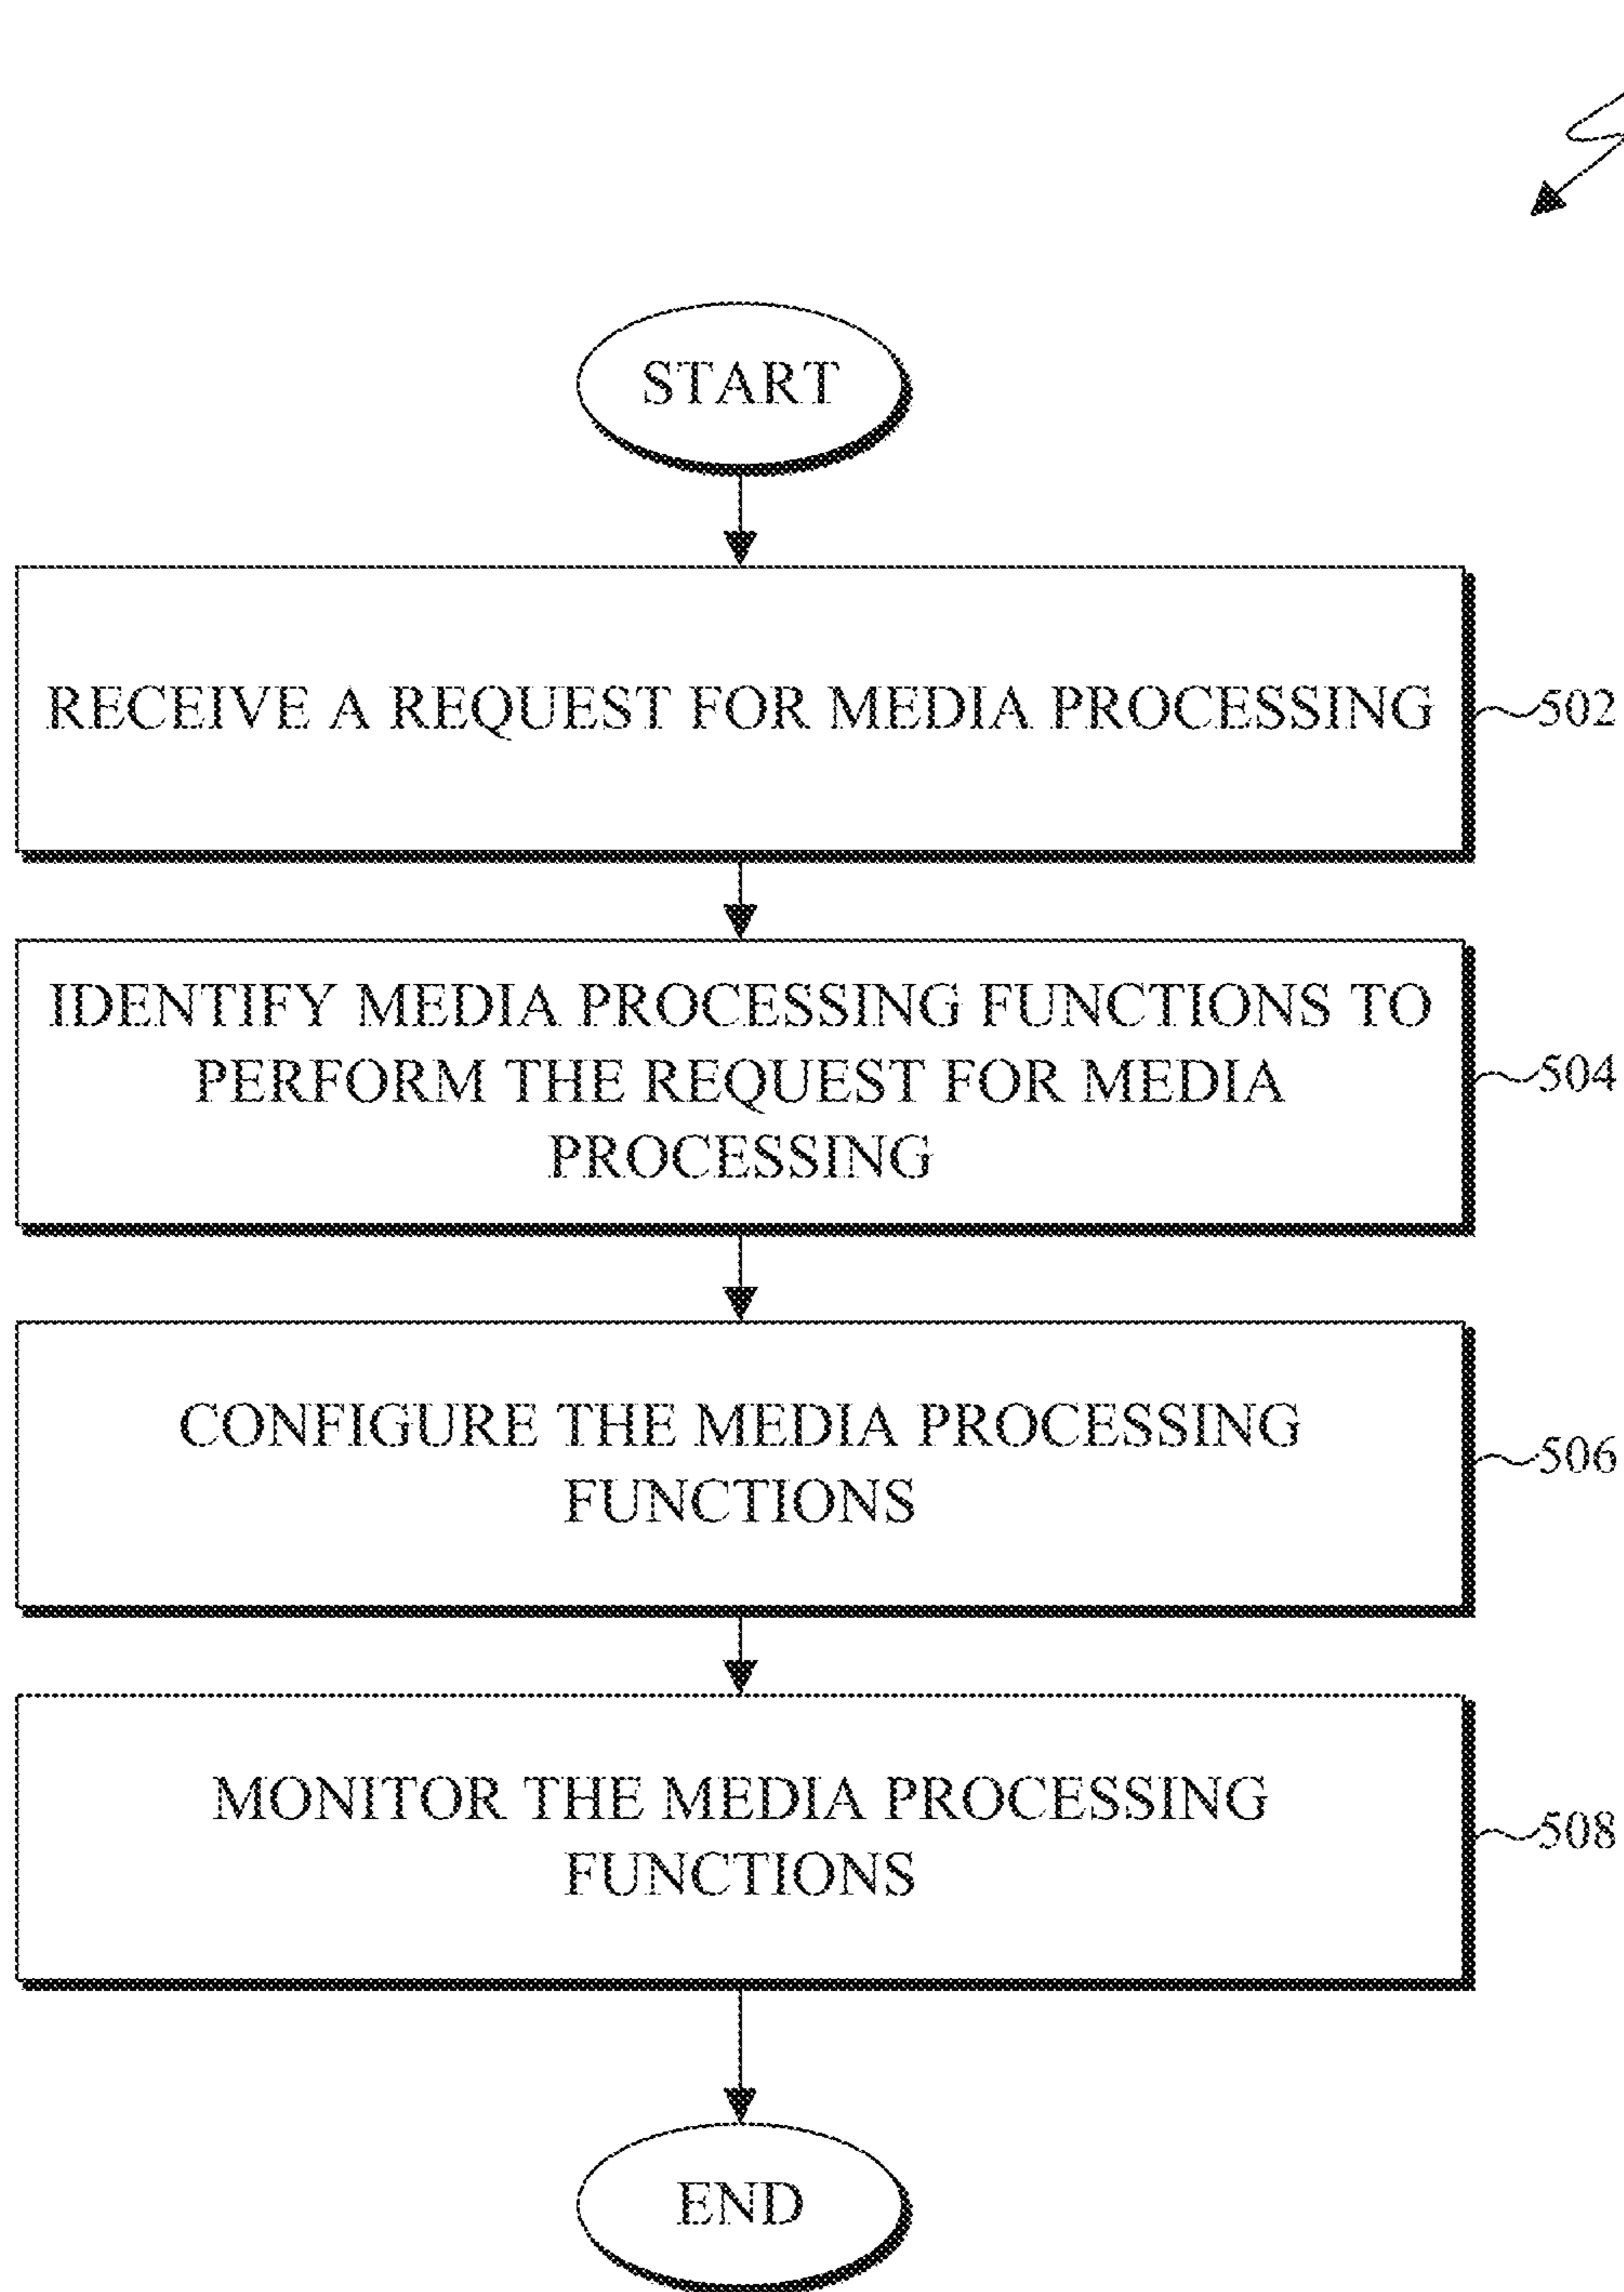 START
RECEIVE A REQUEST FOR MEDIA PROCESSING
502
IDENTIFY MEDIA PROCESSING FUNCTIONS TO
PERFORM THE REQUEST FOR MEDIA
PROCESSING
504
CONFIGURE THE MEDIA PROCESSING
FUNCTIONS
506
MONITOR THE MEDIA PROCESSING
FUNCTIONS
508
END